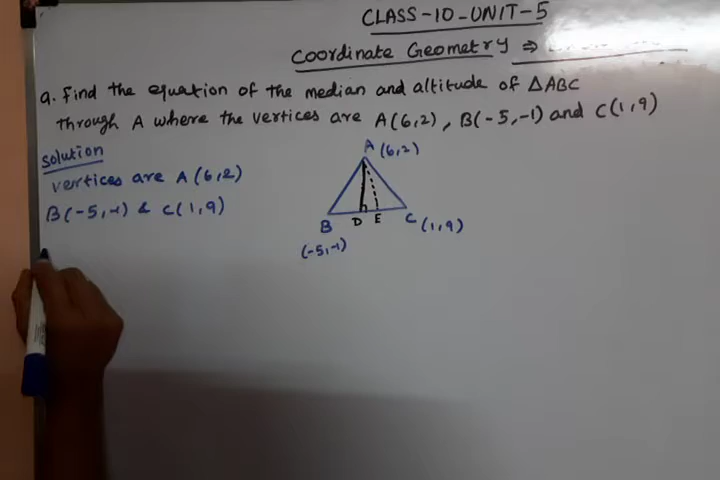 CLASS-10-UNIT-5
Coordinate Geometry ⇒
Q. Find the equation of the median and altitude of ΔABC
through A where the vertices are A(6,2), B(-5,-1) and C(1,9)
Solution
vertices are A(6,2)
B(-5,-1) & C(1,9)
A (6,2)
B D E C (1,9)
(-5,-1)